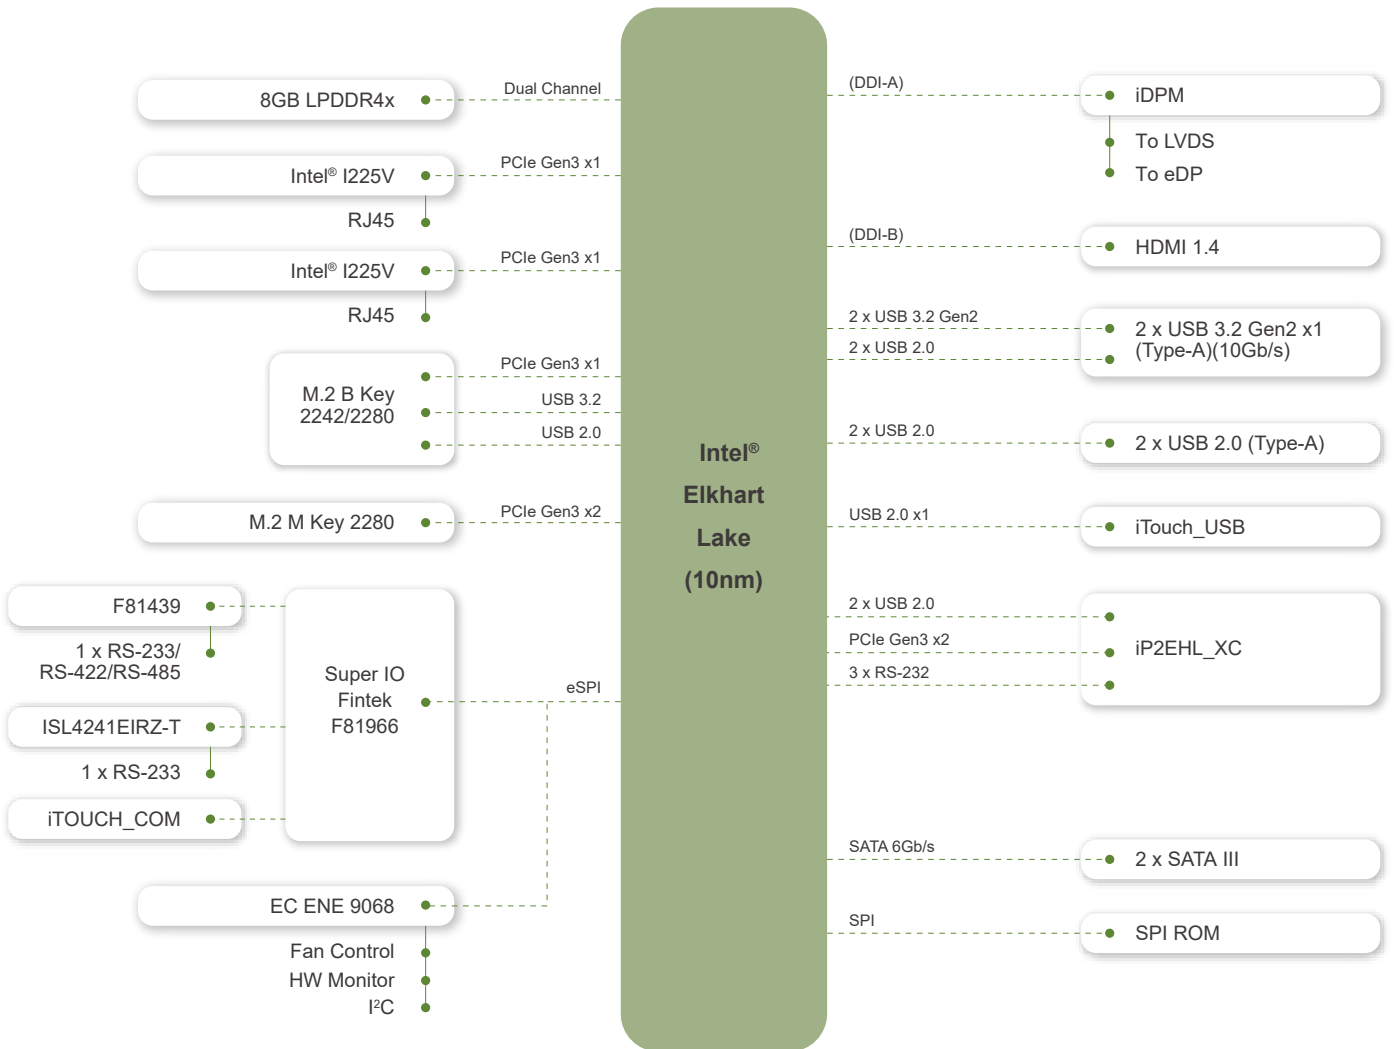 8GB LPDDR4x
Dual Channel
Intel® I225V
PCIe Gen3 x1
RJ45
Intel® I225V
PCIe Gen3 x1
RJ45
M.2 B Key
2242/2280
PCIe Gen3 x1
USB 3.2
USB 2.0
M.2 M Key 2280
PCIe Gen3 x2
F81439
1 x RS-233/
RS-422/RS-485
ISL4241EIRZ-T
1 x RS-233
iTOUCH_COM
Super IO
Fintek
F81966
eSPI
EC ENE 9068
Fan Control
HW Monitor
I²C
Intel®
Elkhart
Lake
(10nm)
(DDI-A)
iDPM
To LVDS
To eDP
(DDI-B)
HDMI 1.4
2 x USB 3.2 Gen2
2 x USB 2.0
2 x USB 3.2 Gen2 x1
(Type-A)(10Gb/s)
2 x USB 2.0
2 x USB 2.0 (Type-A)
USB 2.0 x1
iTouch_USB
2 x USB 2.0
PCIe Gen3 x2
3 x RS-232
iP2EHL_XC
SATA 6Gb/s
2 x SATA III
SPI
SPI ROM